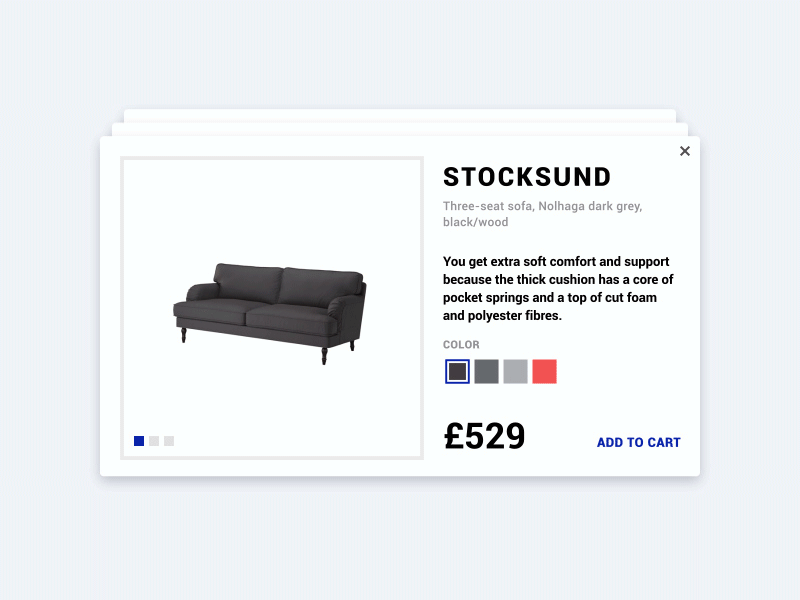 STOCKSUND
Three-seat sofa, Nolhaga dark grey,
black/wood
You get extra soft comfort and support
because the thick cushion has a core of
pocket springs and a top of cut foam
and polyester fibres.
COLOR
£529
ADD TO CART